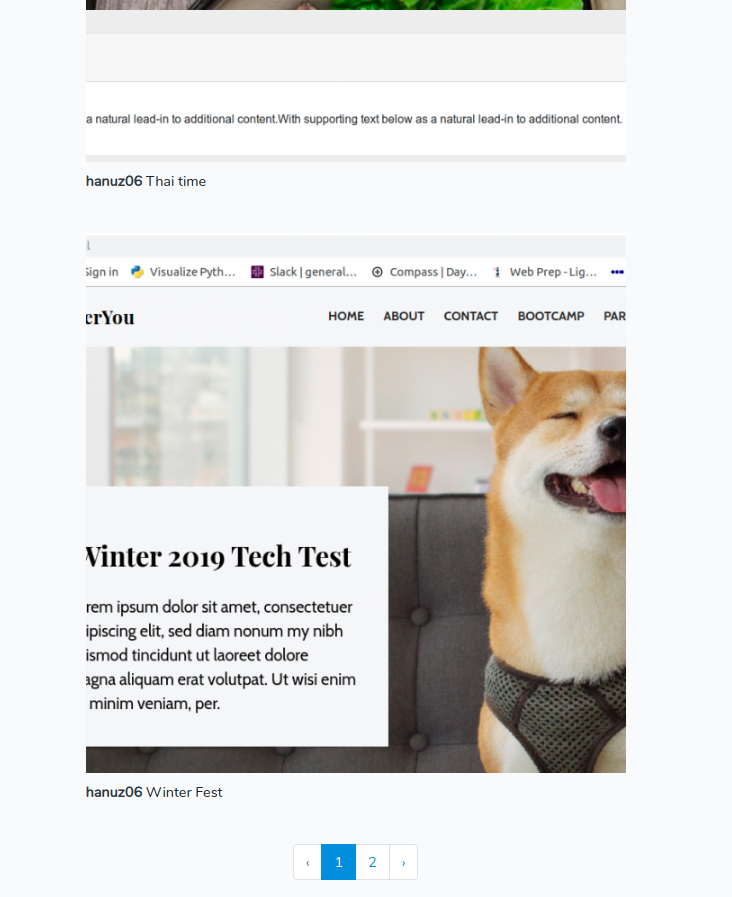 a natural lead-in to additional content.With supporting text below as a natural lead-in to additional content.
hanuz06 Thai time
Sign in Visualize Pyth... Slack | general... Compass | Day... Web Prep - Lig...
erYou HOME ABOUT CONTACT BOOTCAMP PAR
Winter 2019 Tech Test
rem ipsum dolor sit amet, consectetuer
ipiscing elit, sed diam nonum my nibh
ismod tincidunt ut laoreet dolore
agna aliquam erat volutpat. Ut wisi enim
minim veniam, per.
hanuz06 Winter Fest
‹ 1 2 ›